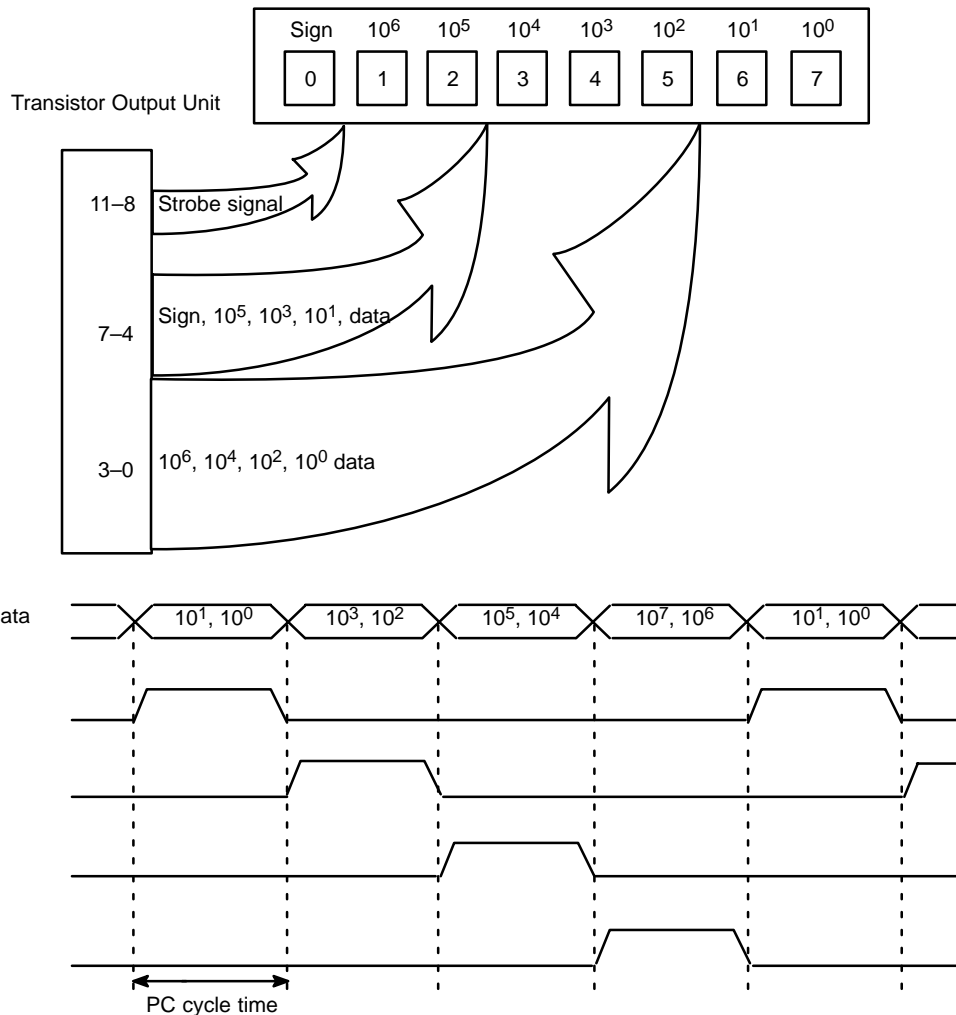 Sign 10⁶ 10⁵ 10⁴ 10³ 10² 10¹ 10⁰
0 1 2 3 4 5 6 7
Transistor Output Unit
11–8 Strobe signal
7–4 Sign, 10⁵, 10³, 10¹, data
3–0 10⁶, 10⁴, 10², 10⁰ data
ata 10¹, 10⁰ 10³, 10² 10⁵, 10⁴ 10⁷, 10⁶ 10¹, 10⁰
PC cycle time